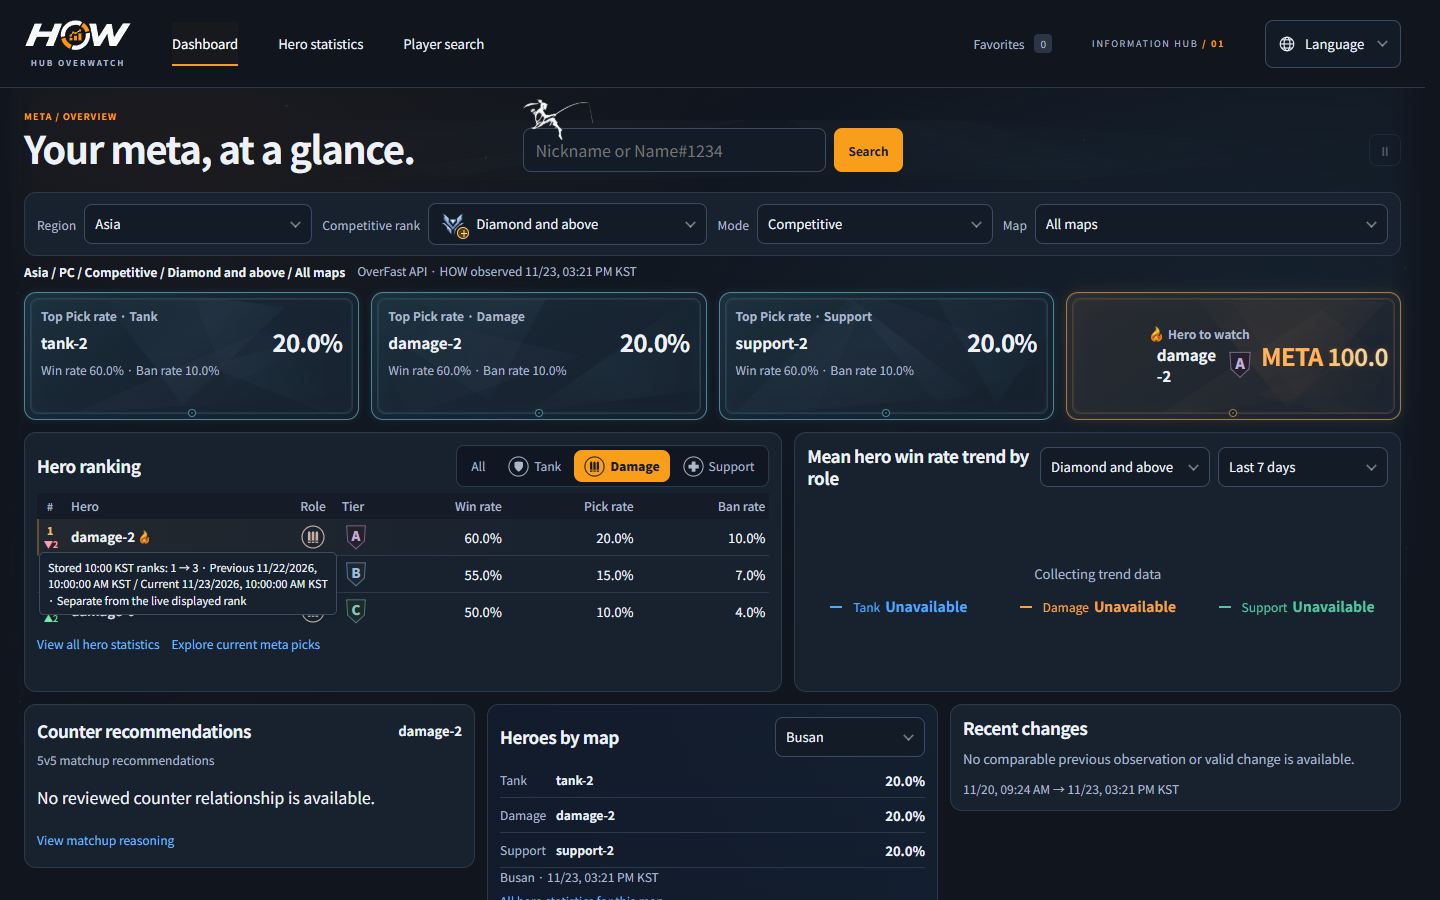 HOW
HUB OVERWATCH
Dashboard
Hero statistics
Player search
Favorites 0
INFORMATION HUB / 01
Language
META / OVERVIEW
Your meta, at a glance.
Nickname or Name#1234
Search
Region
Asia
Competitive rank
Diamond and above
Mode
Competitive
Map
All maps
Asia / PC / Competitive / Diamond and above / All maps
OverFast API · HOW observed 11/23, 03:21 PM KST
Top Pick rate · Tank
tank-2
20.0%
Win rate 60.0% · Ban rate 10.0%
Top Pick rate · Damage
damage-2
20.0%
Win rate 60.0% · Ban rate 10.0%
Top Pick rate · Support
support-2
20.0%
Win rate 60.0% · Ban rate 10.0%
🔥 Hero to watch
damage
-2
A
META 100.0
Hero ranking
All
Tank
Damage
Support
# Hero Role Tier Win rate Pick rate Ban rate
1 ▼2 damage-2 🔥 A 60.0% 20.0% 10.0%
Stored 10:00 KST ranks: 1 → 3 · Previous 11/22/2026,
10:00:00 AM KST / Current 11/23/2026, 10:00:00 AM KST
· Separate from the live displayed rank
B 55.0% 15.0% 7.0%
▲2 C 50.0% 10.0% 4.0%
View all hero statistics
Explore current meta picks
Mean hero win rate trend by
role
Diamond and above
Last 7 days
Collecting trend data
Tank Unavailable
Damage Unavailable
Support Unavailable
Counter recommendations
damage-2
5v5 matchup recommendations
No reviewed counter relationship is available.
View matchup reasoning
Heroes by map
Busan
Tank tank-2 20.0%
Damage damage-2 20.0%
Support support-2 20.0%
Busan · 11/23, 03:21 PM KST
Recent changes
No comparable previous observation or valid change is available.
11/20, 09:24 AM → 11/23, 03:21 PM KST